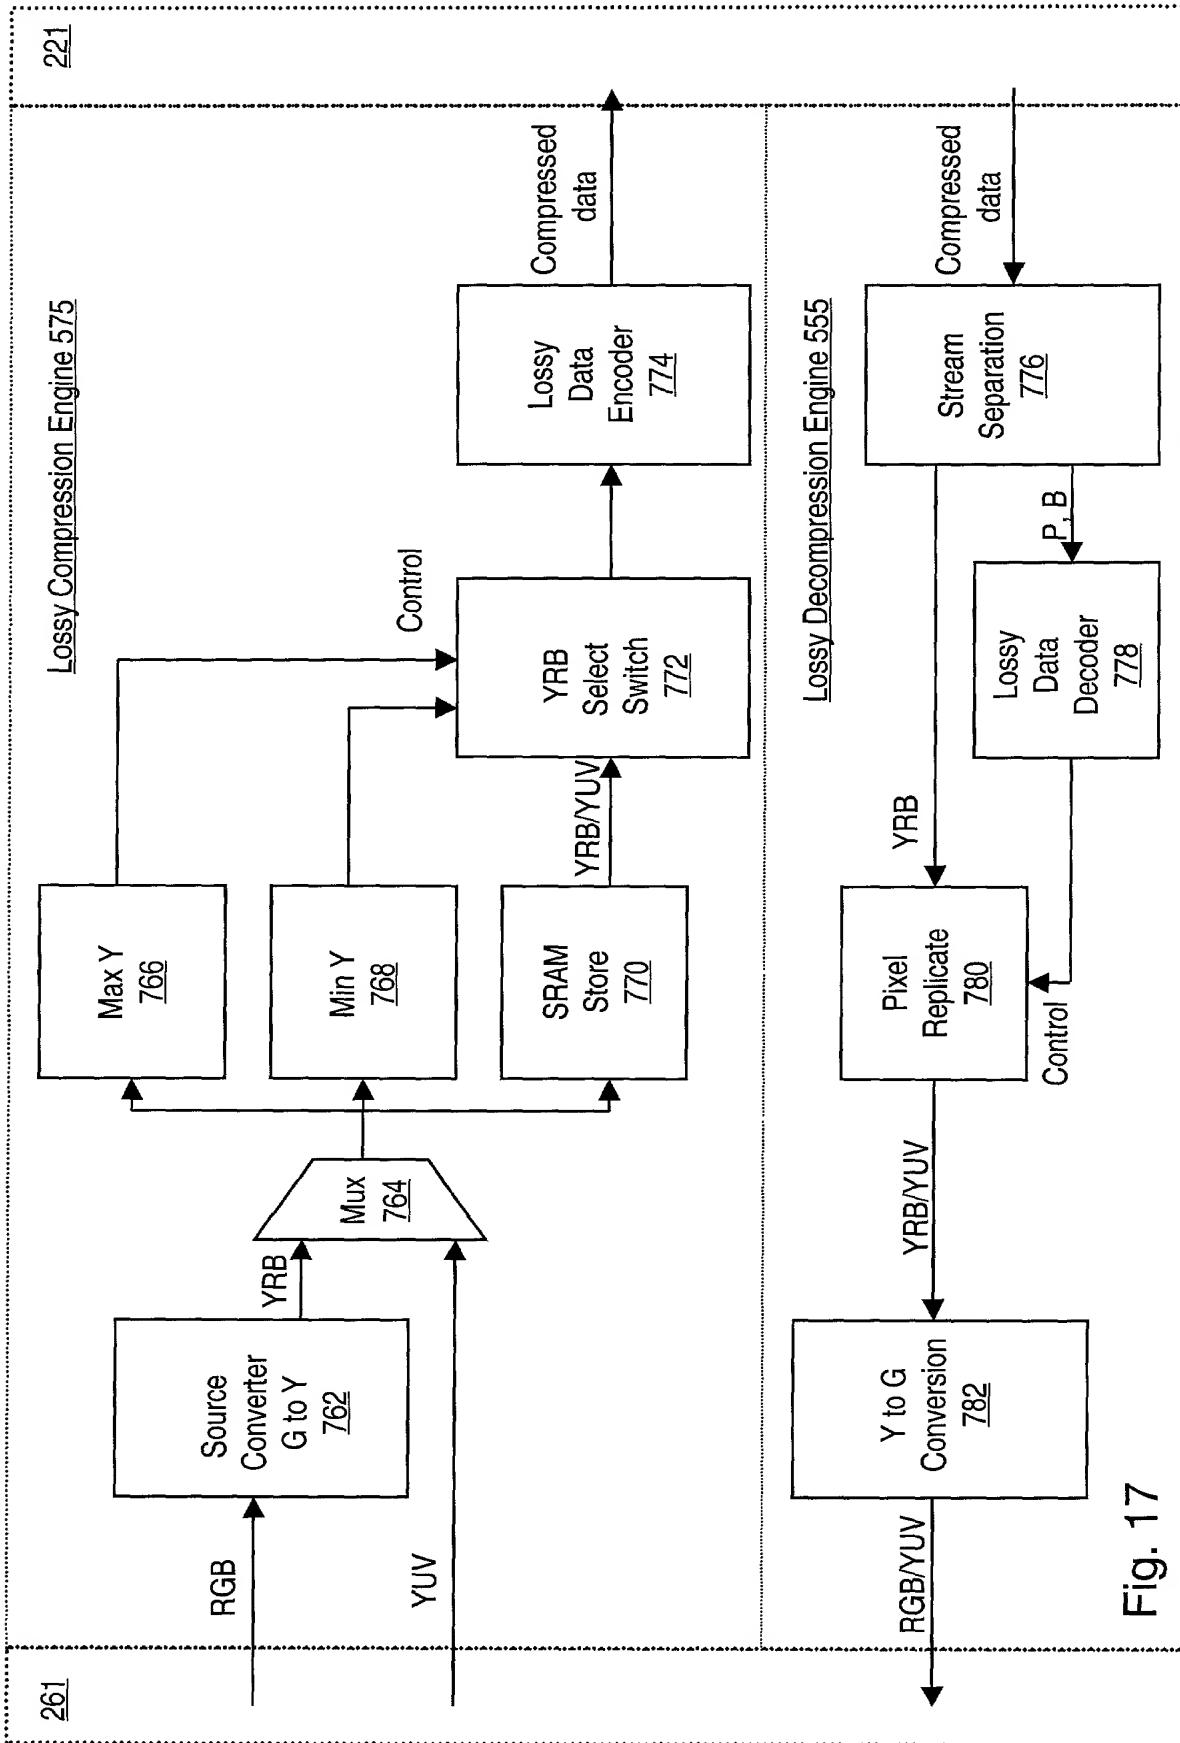 261
221
Lossy Compression Engine 575
RGB
YUV
Source
Converter
G to Y
762
YRB
Mux
764
Max Y
766
Min Y
768
SRAM
Store
770
YRB/YUV
Control
YRB
Select
Switch
772
Lossy
Data
Encoder
774
Compressed
data
Lossy Decompression Engine 555
RGB/YUV
Y to G
Conversion
782
YRB/YUV
Pixel
Replicate
780
Control
YRB
Lossy
Data
Decoder
778
P, B
Stream
Separation
776
Compressed
data
Fig. 17